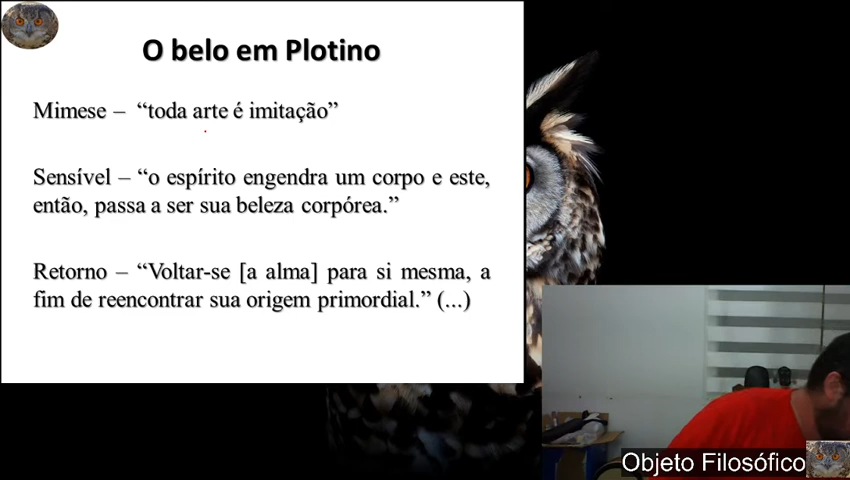 O belo em Plotino
Mimese – “toda arte é imitação”
Sensível – “o espírito engendra um corpo e este,
então, passa a ser sua beleza corpórea.”
Retorno – “Voltar-se [a alma] para si mesma, a
fim de reencontrar sua origem primordial.” (...)
Objeto Filosófico